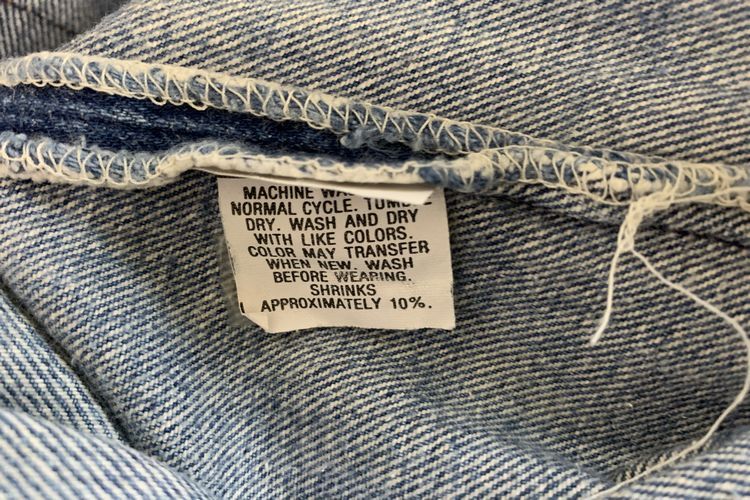 MACHINE
NORMAL CYCLE.
DRY. WASH AND DRY
WITH LIKE COLORS.
COLOR MAY TRANSFER
WHEN NEW. WASH
BEFORE WEARING.
SHRINKS
APPROXIMATELY 10%.